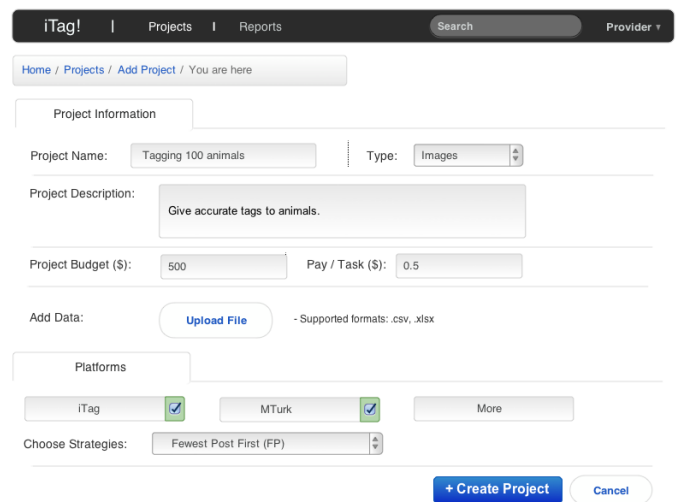 iTag! | Projects | Reports Search Provider ▾
Home / Projects / Add Project / You are here
Project Information
Project Name: Tagging 100 animals Type: Images
Project Description:
Give accurate tags to animals.
Project Budget ($): 500 Pay / Task ($): 0.5
Add Data: Upload File - Supported formats: .csv, .xlsx
Platforms
iTag MTurk More
Choose Strategies: Fewest Post First (FP)
+ Create Project Cancel